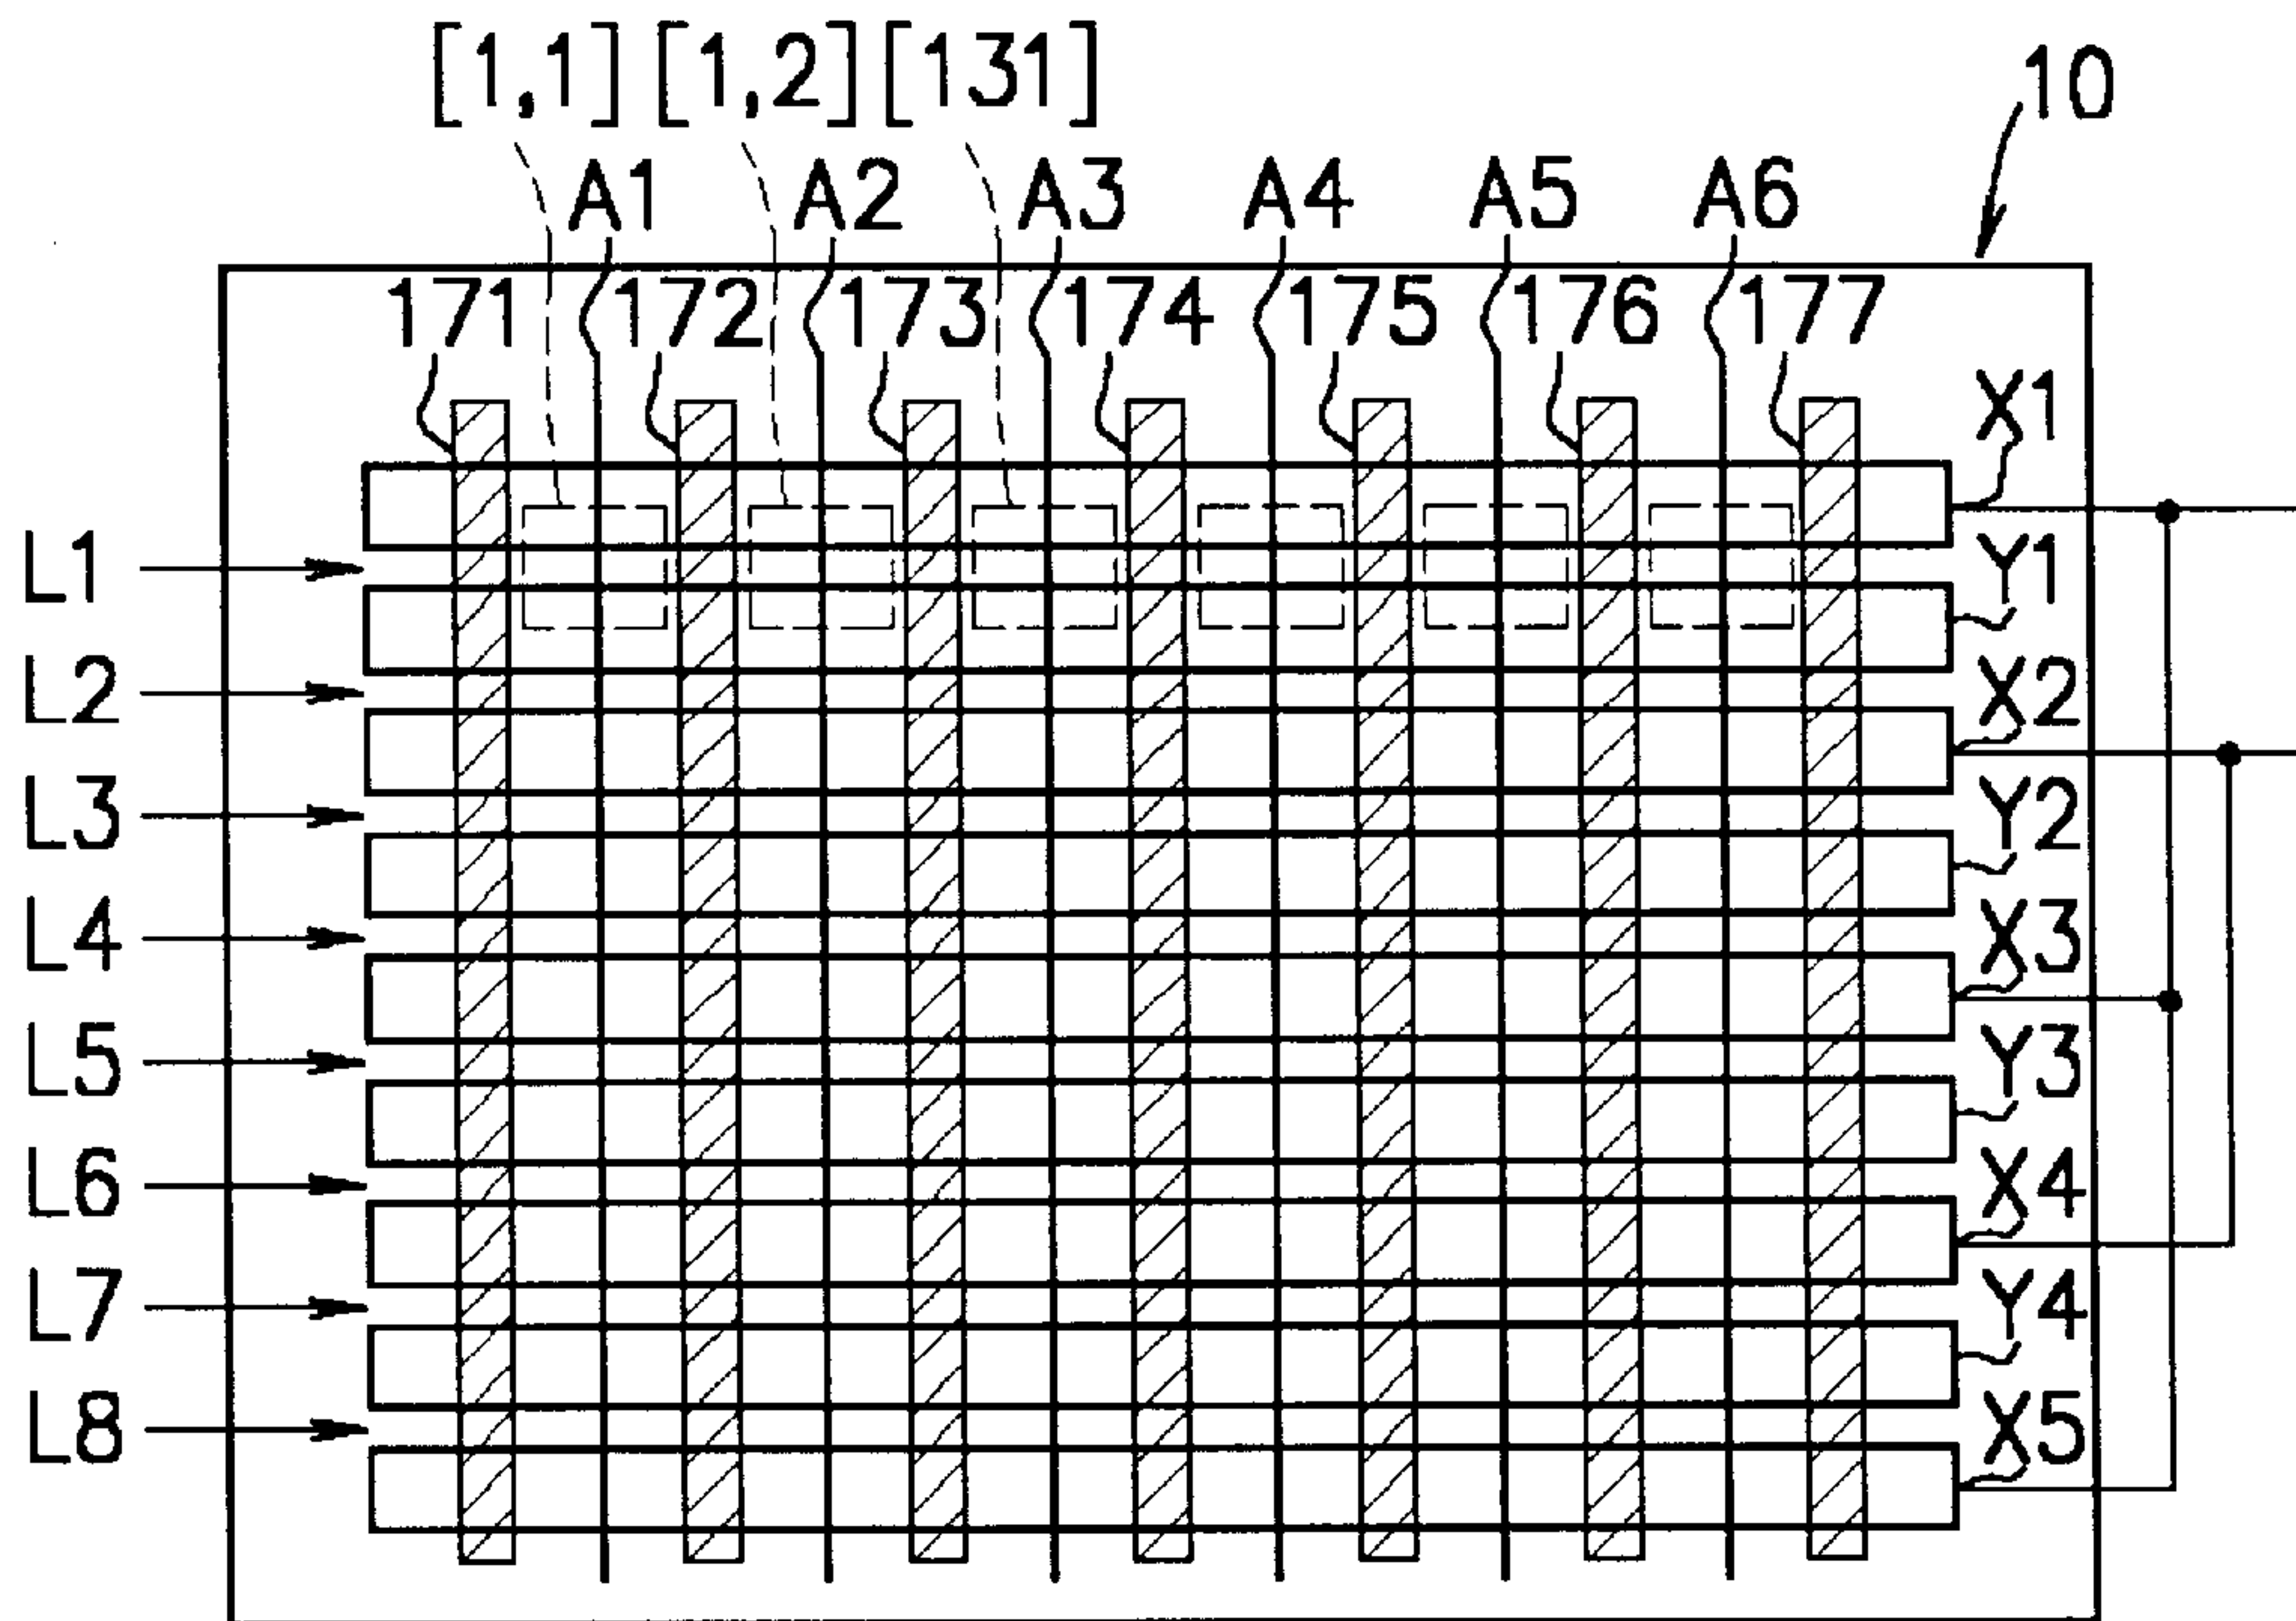 [1,1] [1,2] [131]
10
A1 A2 A3 A4 A5 A6
171 172 173 174 175 176 177
X1
L1
Y1
L2
X2
L3
Y2
L4
X3
L5
Y3
L6
X4
L7
Y4
L8
X5